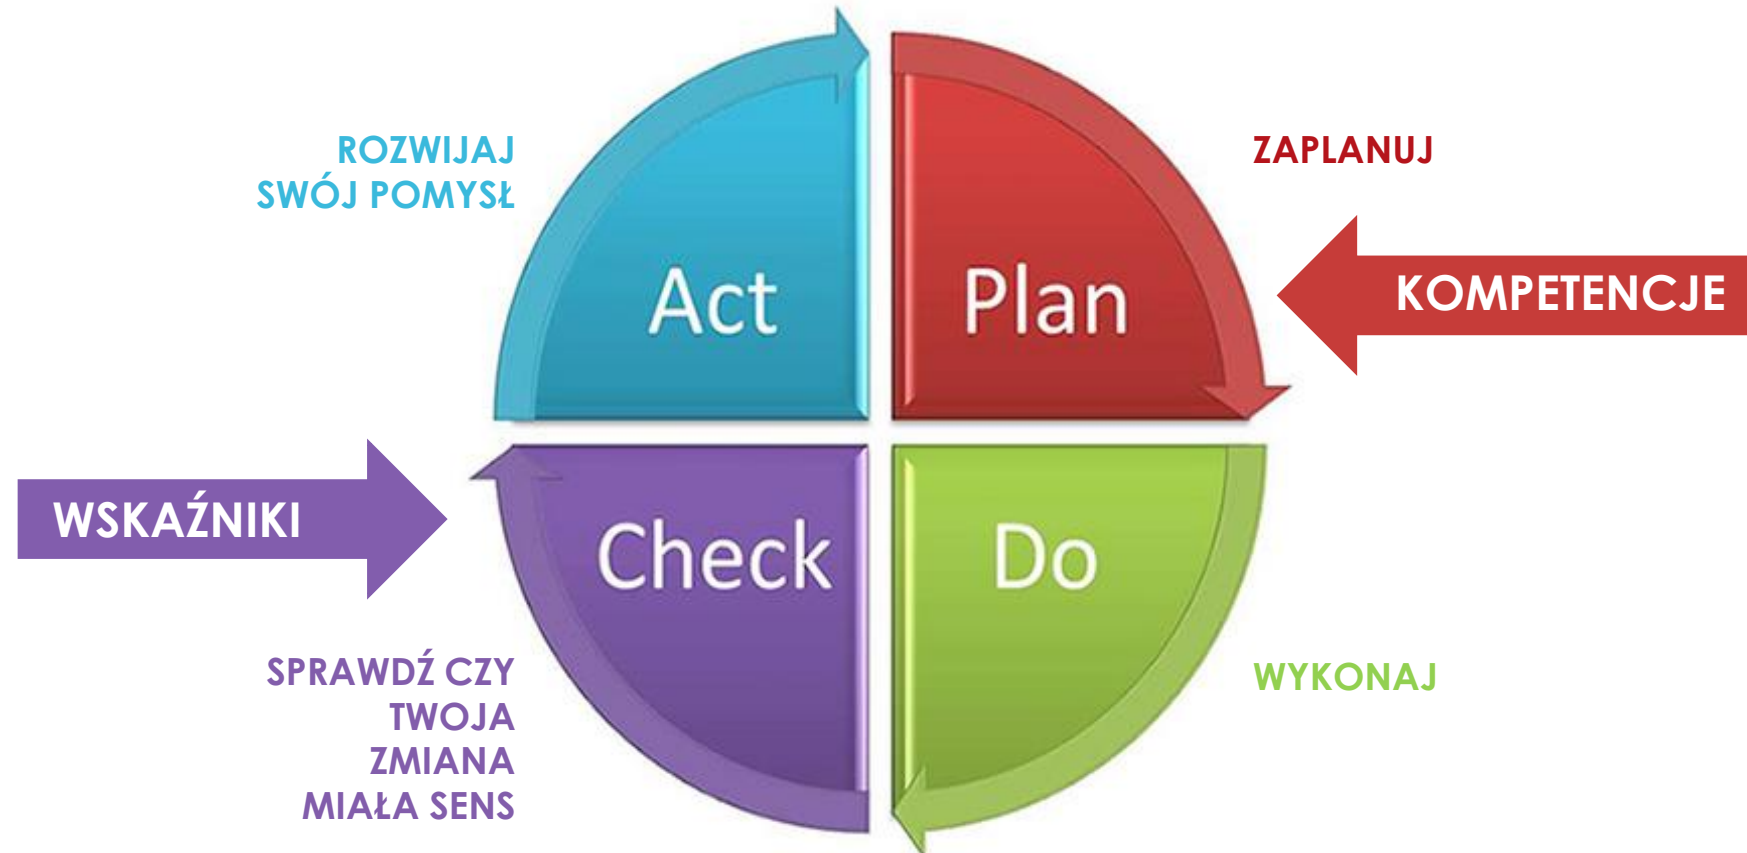 ROZWIJAJ
SWÓJ POMYSŁ
ZAPLANUJ
Act
Plan
KOMPETENCJE
WSKAŹNIKI
Check
Do
SPRAWDŹ CZY
TWOJA
ZMIANA
MIAŁA SENS
WYKONAJ